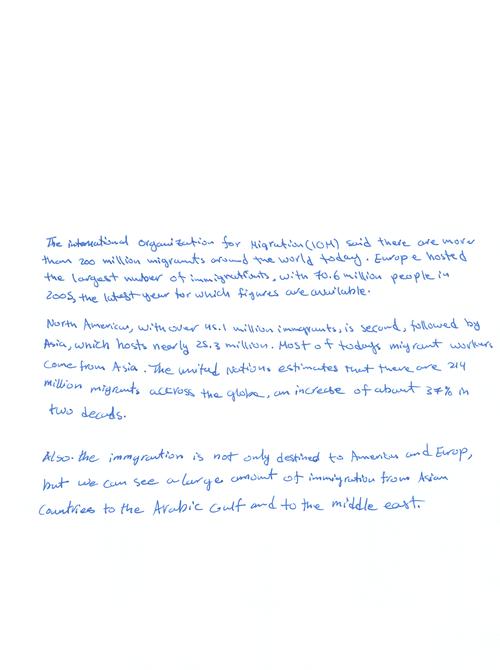 The international Organization for Migration (IOM) said there are more
than 200 million migrants around the world today. Europe hosted
the largest number of immigrants, with 70.6 million people in
2005, the latest year for which figures are available.
North Americas, with over 45.1 million immigrants, is second, followed by
Asia, which hosts nearly 25.3 million. Most of todays migrant workers
come from Asia. The united Nations estimates that there are 214
million migrants accross the globe, an increase of about 37% in
two decads.
Also. the immgraution is not only destined to Americas and Europ,
but we can see a large amount of immigration from Asian
Countries to the Arabic Gulf and to the middle east.